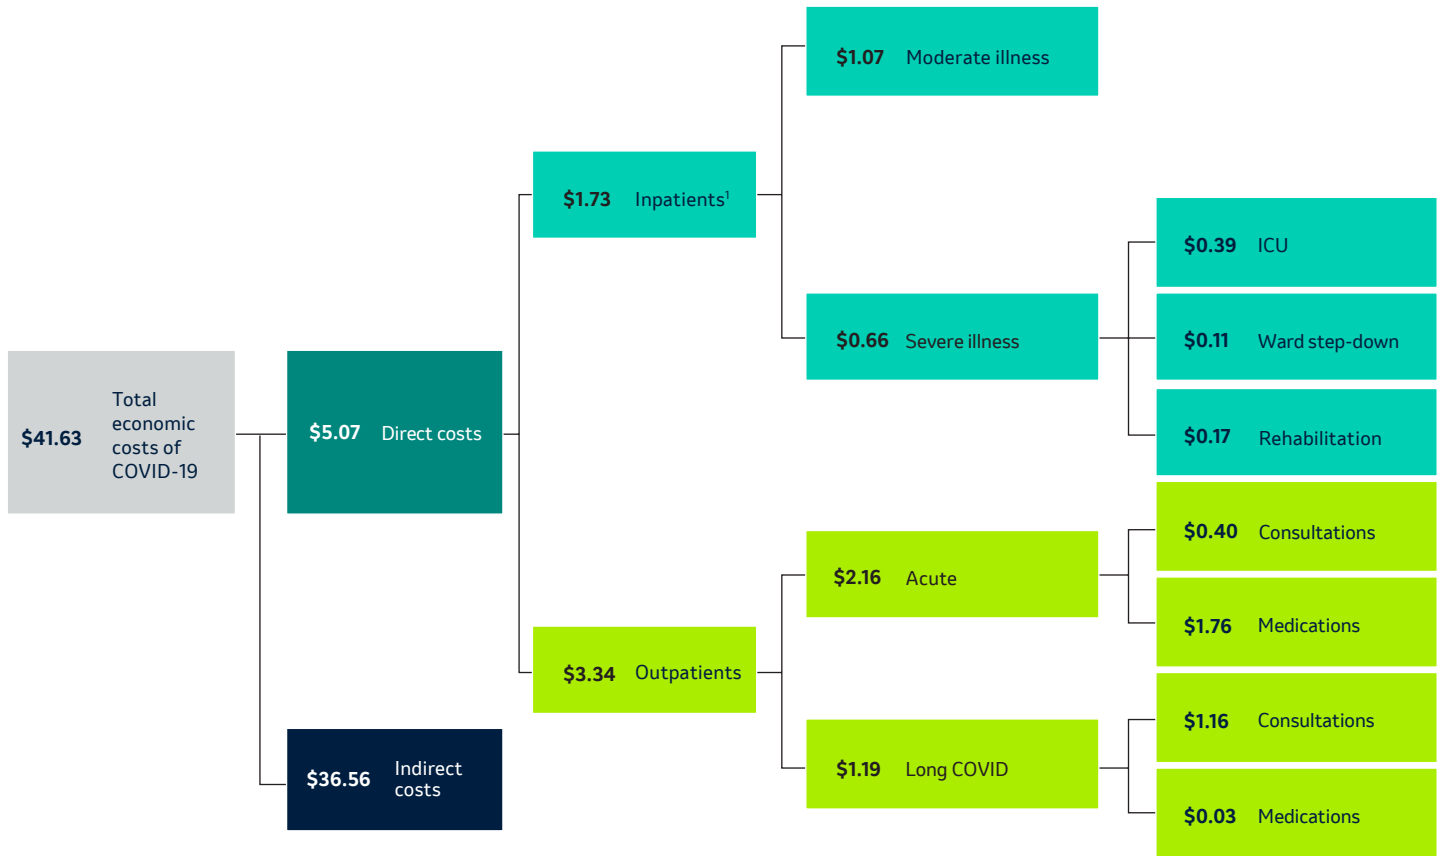 $1.07 Moderate illness
$1.73 Inpatients¹
$0.39 ICU
$0.66 Severe illness
$0.11 Ward step-down
$0.17 Rehabilitation
$41.63
Total
economic
costs of
COVID-19
$5.07 Direct costs
$0.40 Consultations
$2.16 Acute
$1.76 Medications
$3.34 Outpatients
$1.16 Consultations
$1.19 Long COVID
$0.03 Medications
$36.56
Indirect
costs